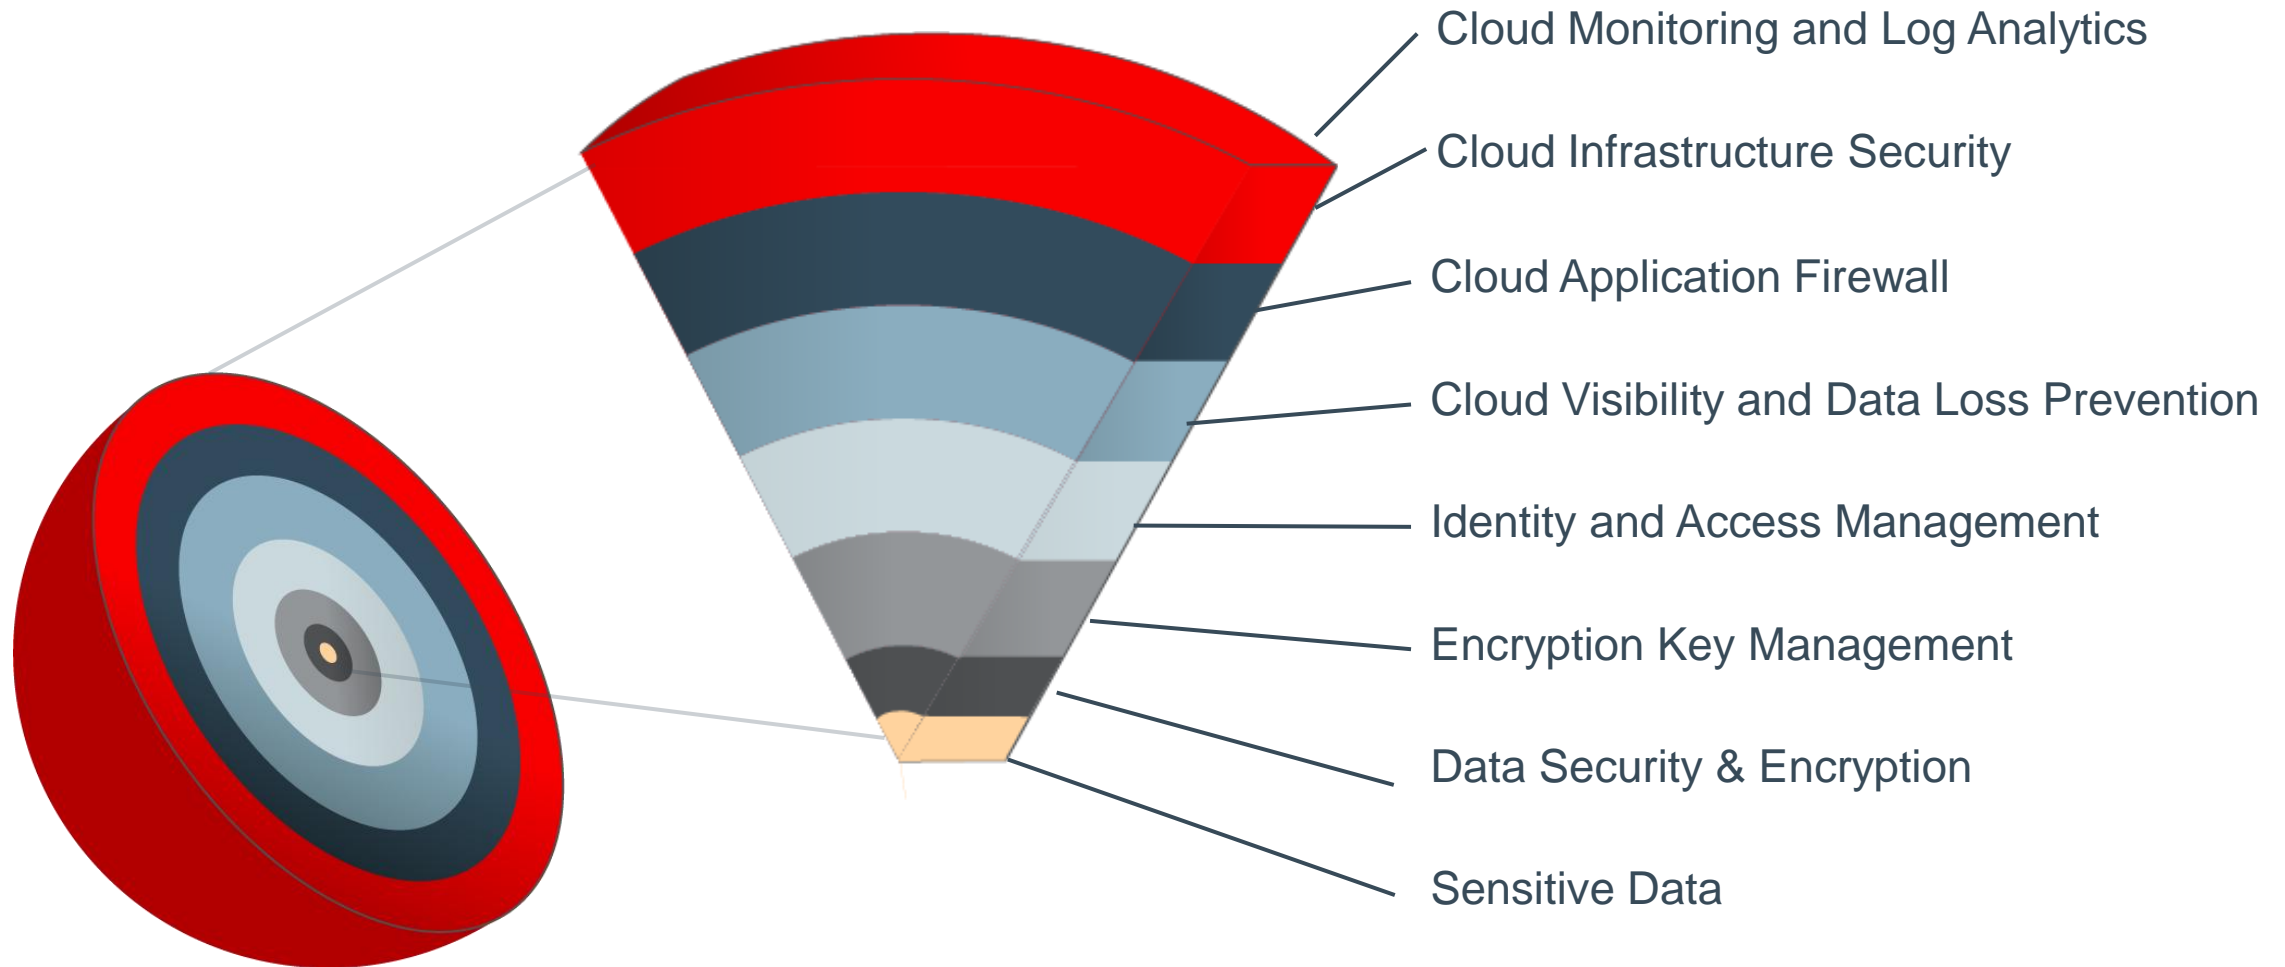 Cloud Monitoring and Log Analytics
Cloud Infrastructure Security
Cloud Application Firewall
Cloud Visibility and Data Loss Prevention
Identity and Access Management
Encryption Key Management
Data Security & Encryption
Sensitive Data